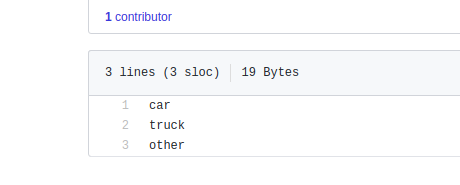 1 contributor
3 lines (3 sloc) 19 Bytes
1 car
2 truck
3 other